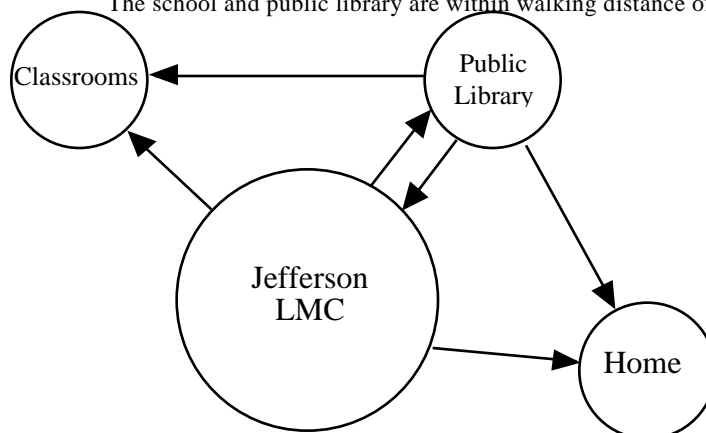 The school and public library are within walking distance of
Classrooms
Public
Library
Jefferson
LMC
Home